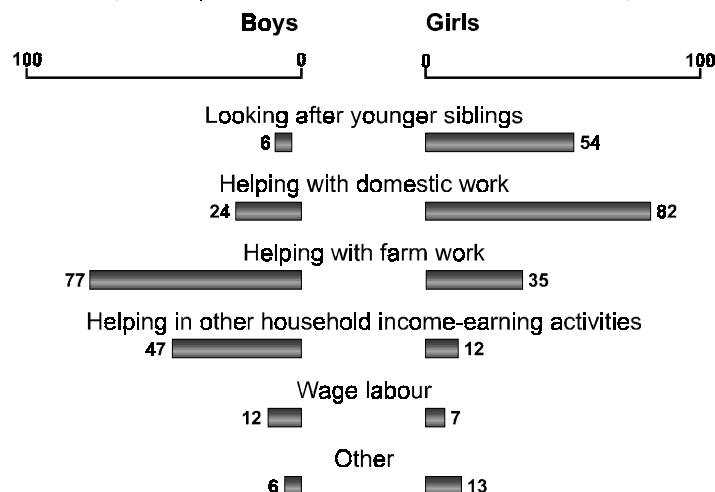 Boys Girls
100 0 0 100
Looking after younger siblings
6 54
Helping with domestic work
24 82
Helping with farm work
77 35
Helping in other household income-earning activities
47 12
Wage labour
12 7
Other
6 13